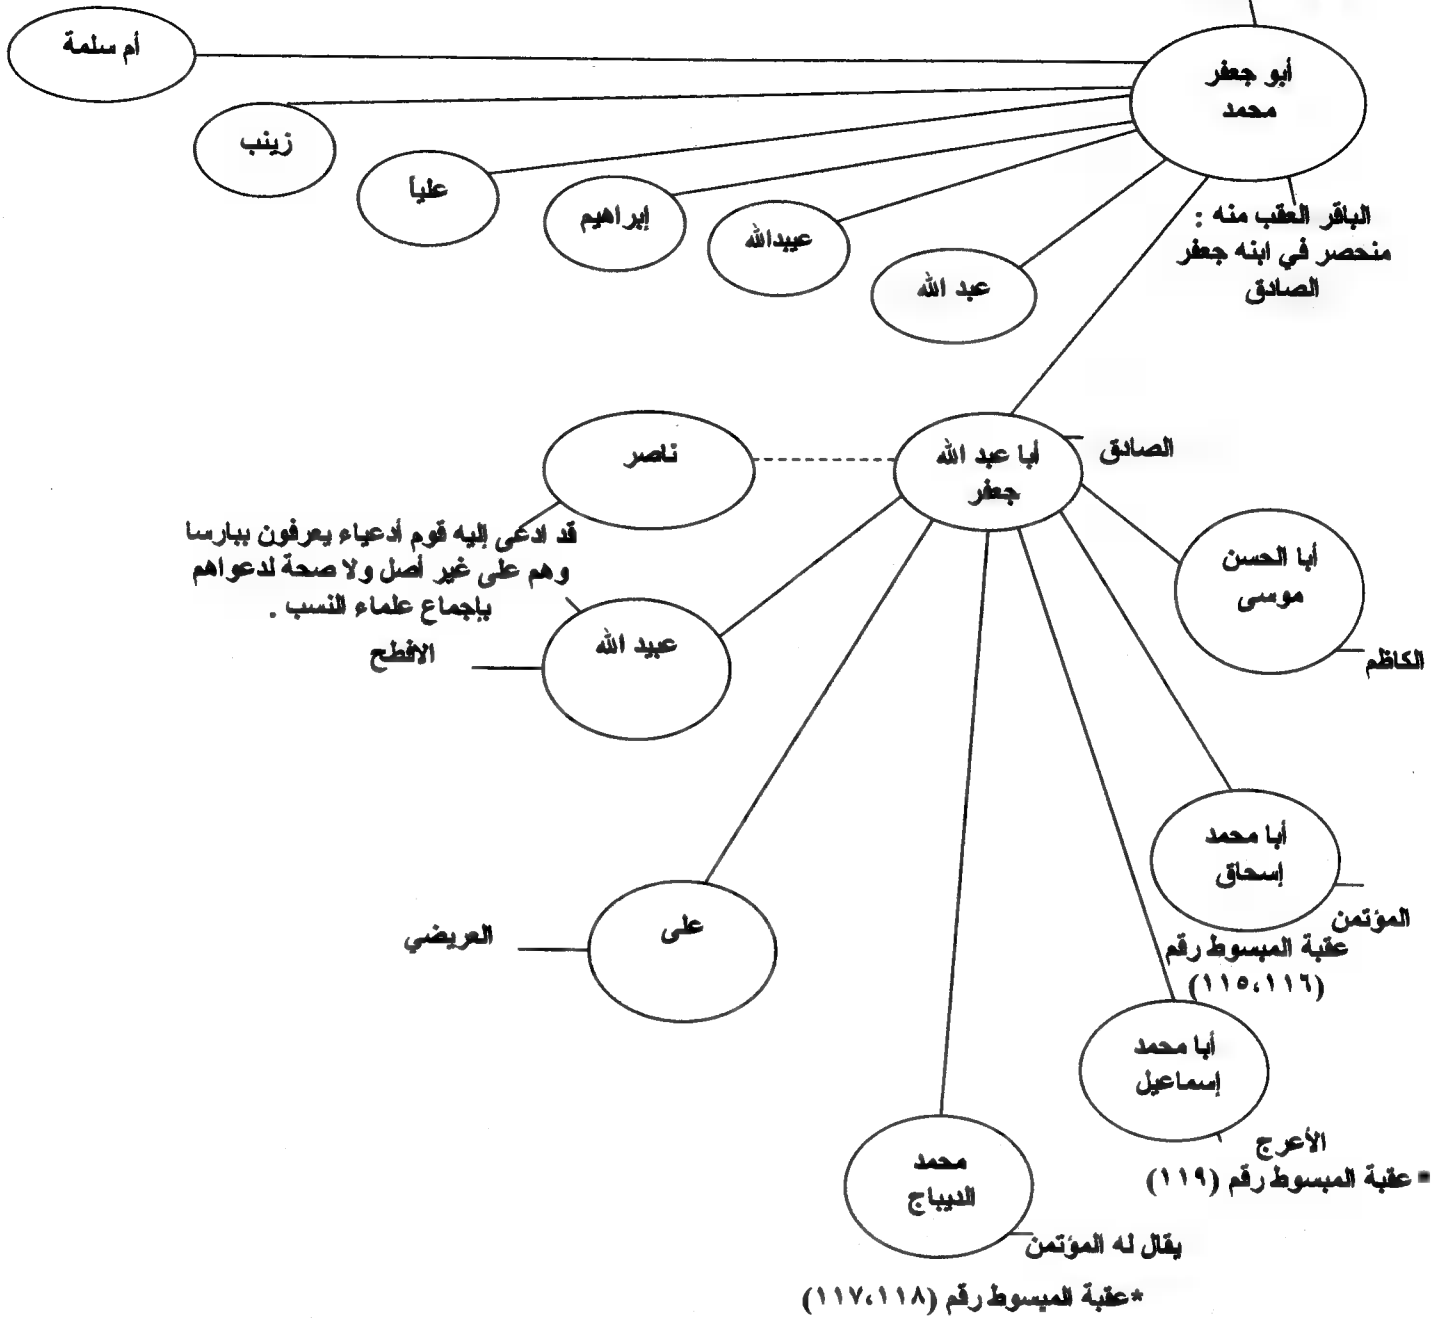 أبو جعفر
محمد
أم سلمة
زينب
علياً
إبراهيم
عبيدالله
عبد الله
الباقر العقب منه :
منحصر في ابنه جعفر
الصادق
أبا عبد الله
جعفر
الصادق
ناصر
قد ادعى إليه قوم أدعياء يعرفون ببارسا
وهم على غير أصل ولا صحة لدعواهم
بإجماع علماء النسب .
أبا الحسن
موسى
الكاظم
عبيد الله
الافطح
أبا محمد
إسحاق
المؤتمن
عقبة المبسوط رقم
(١١٥،١١٦)
على
العريضي
أبا محمد
إسماعيل
الأعرج
▪ عقبة المبسوط رقم (١١٩)
محمد
الديباج
يقال له المؤتمن
*عقبة المبسوط رقم (١١٧،١١٨)